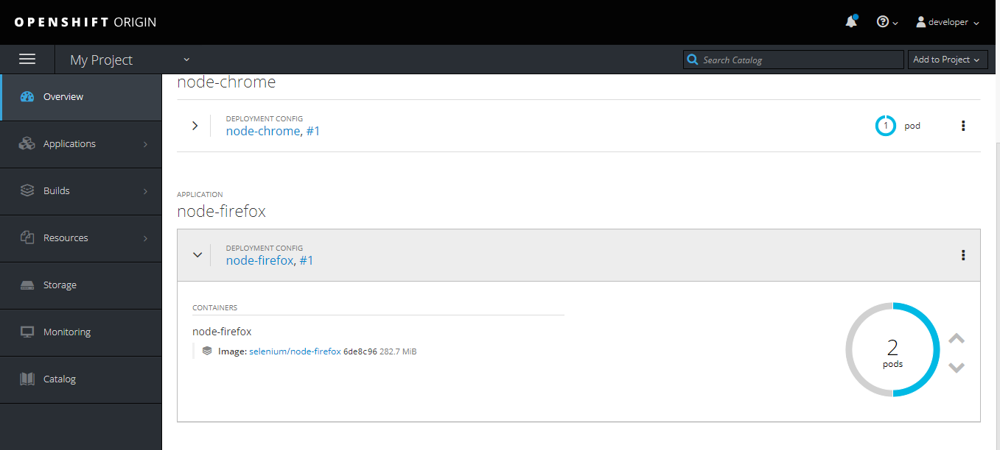 OPENSHIFT ORIGIN
developer
My Project
Search Catalog
Add to Project
Overview
Applications
Builds
Resources
Storage
Monitoring
Catalog
node-chrome
DEPLOYMENT CONFIG
node-chrome, #1
1 pod
APPLICATION
node-firefox
DEPLOYMENT CONFIG
node-firefox, #1
CONTAINERS
node-firefox
Image: selenium/node-firefox 6de8c96 282.7 MiB
2
pods